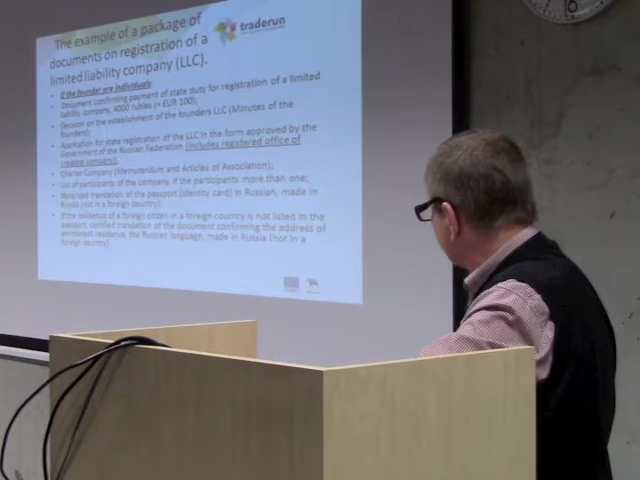 The example of a package of
documents on registration of a
limited liability company (LLC).
traderun
If the founder are individuals
Document confirming payment of state duty for registration of a limited
liability company, 4000 rubles (≈ EUR 100);
Decision on the establishment of the founders LLC (Minutes of the
founders);
Application for state registration of the LLC in the form approved by the
Government of the Russian Federation (includes registered office of
creating company);
Charter Company (Memorandum and Articles of Association);
List of participants of the company, if the participants more than one;
translation of the passport (identity card) in Russian, made in
Russia (not in a foreign country);
If the residence of a foreign citizen in a foreign country is not listed in the
passport, certified translation of the document confirming the address of
permanent residence, the Russian language, made in Russia (not in a
foreign country)